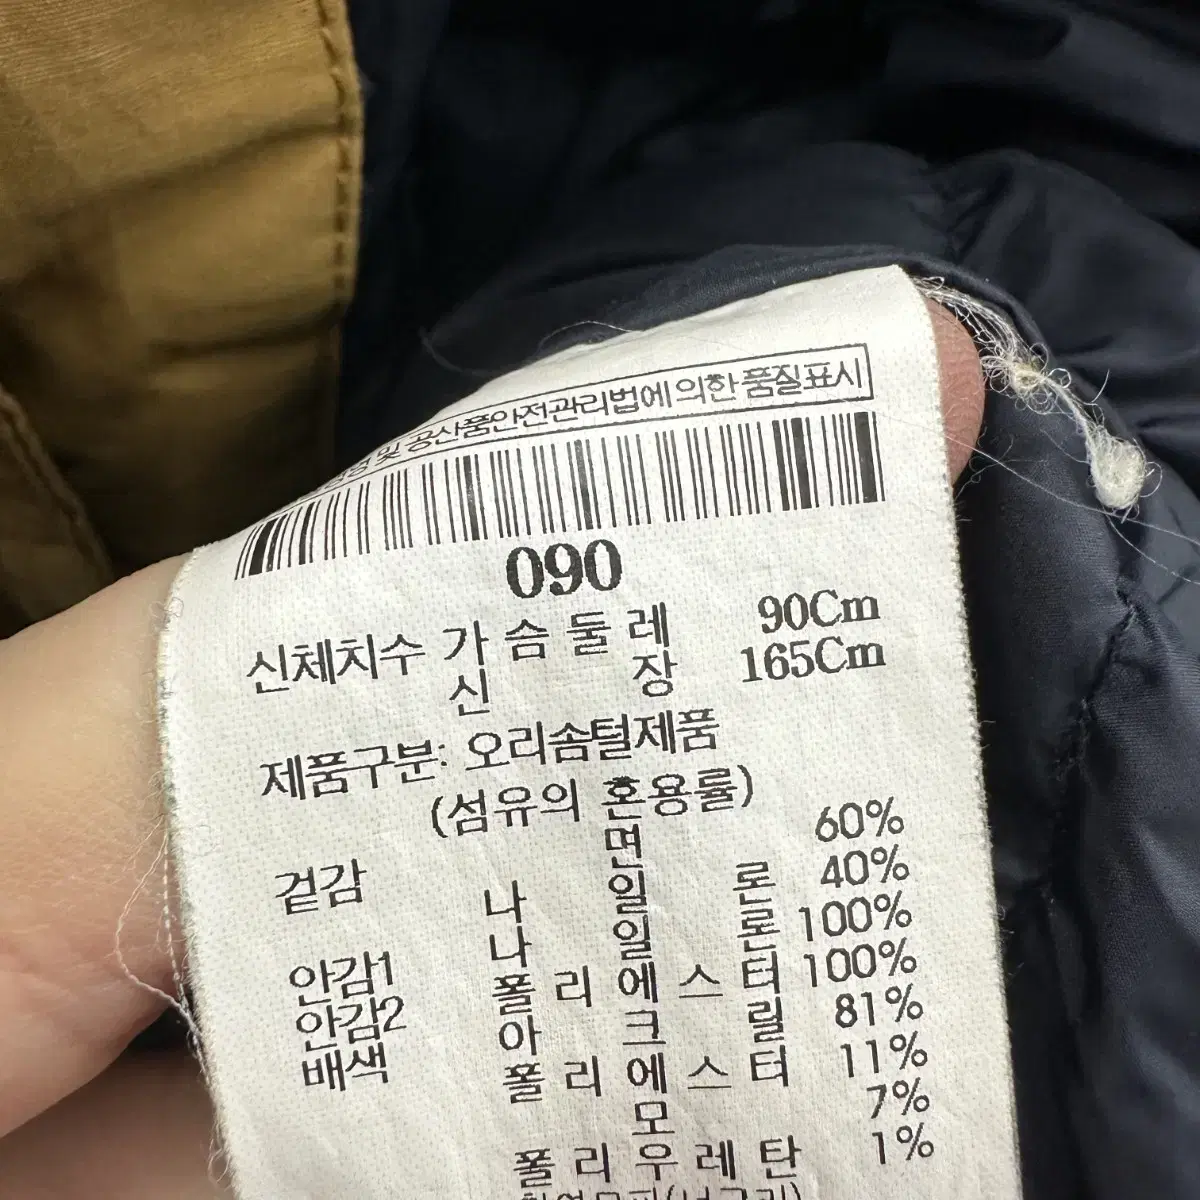 및 공산품안전관리법에 의한 품질표시
090
신체치수 가 슴 둘 레 90Cm
신 장 165Cm
제품구분: 오리솜털제품
(섬유의 혼용률)
겉감 면 60%
나 일 론 40%
안감1 나 일 론 100%
안감2 폴 리 에 스 터 100%
배색 아 크 릴 81%
폴 리 에 스 터 11%
모 7%
폴 리 우 레 탄 1%